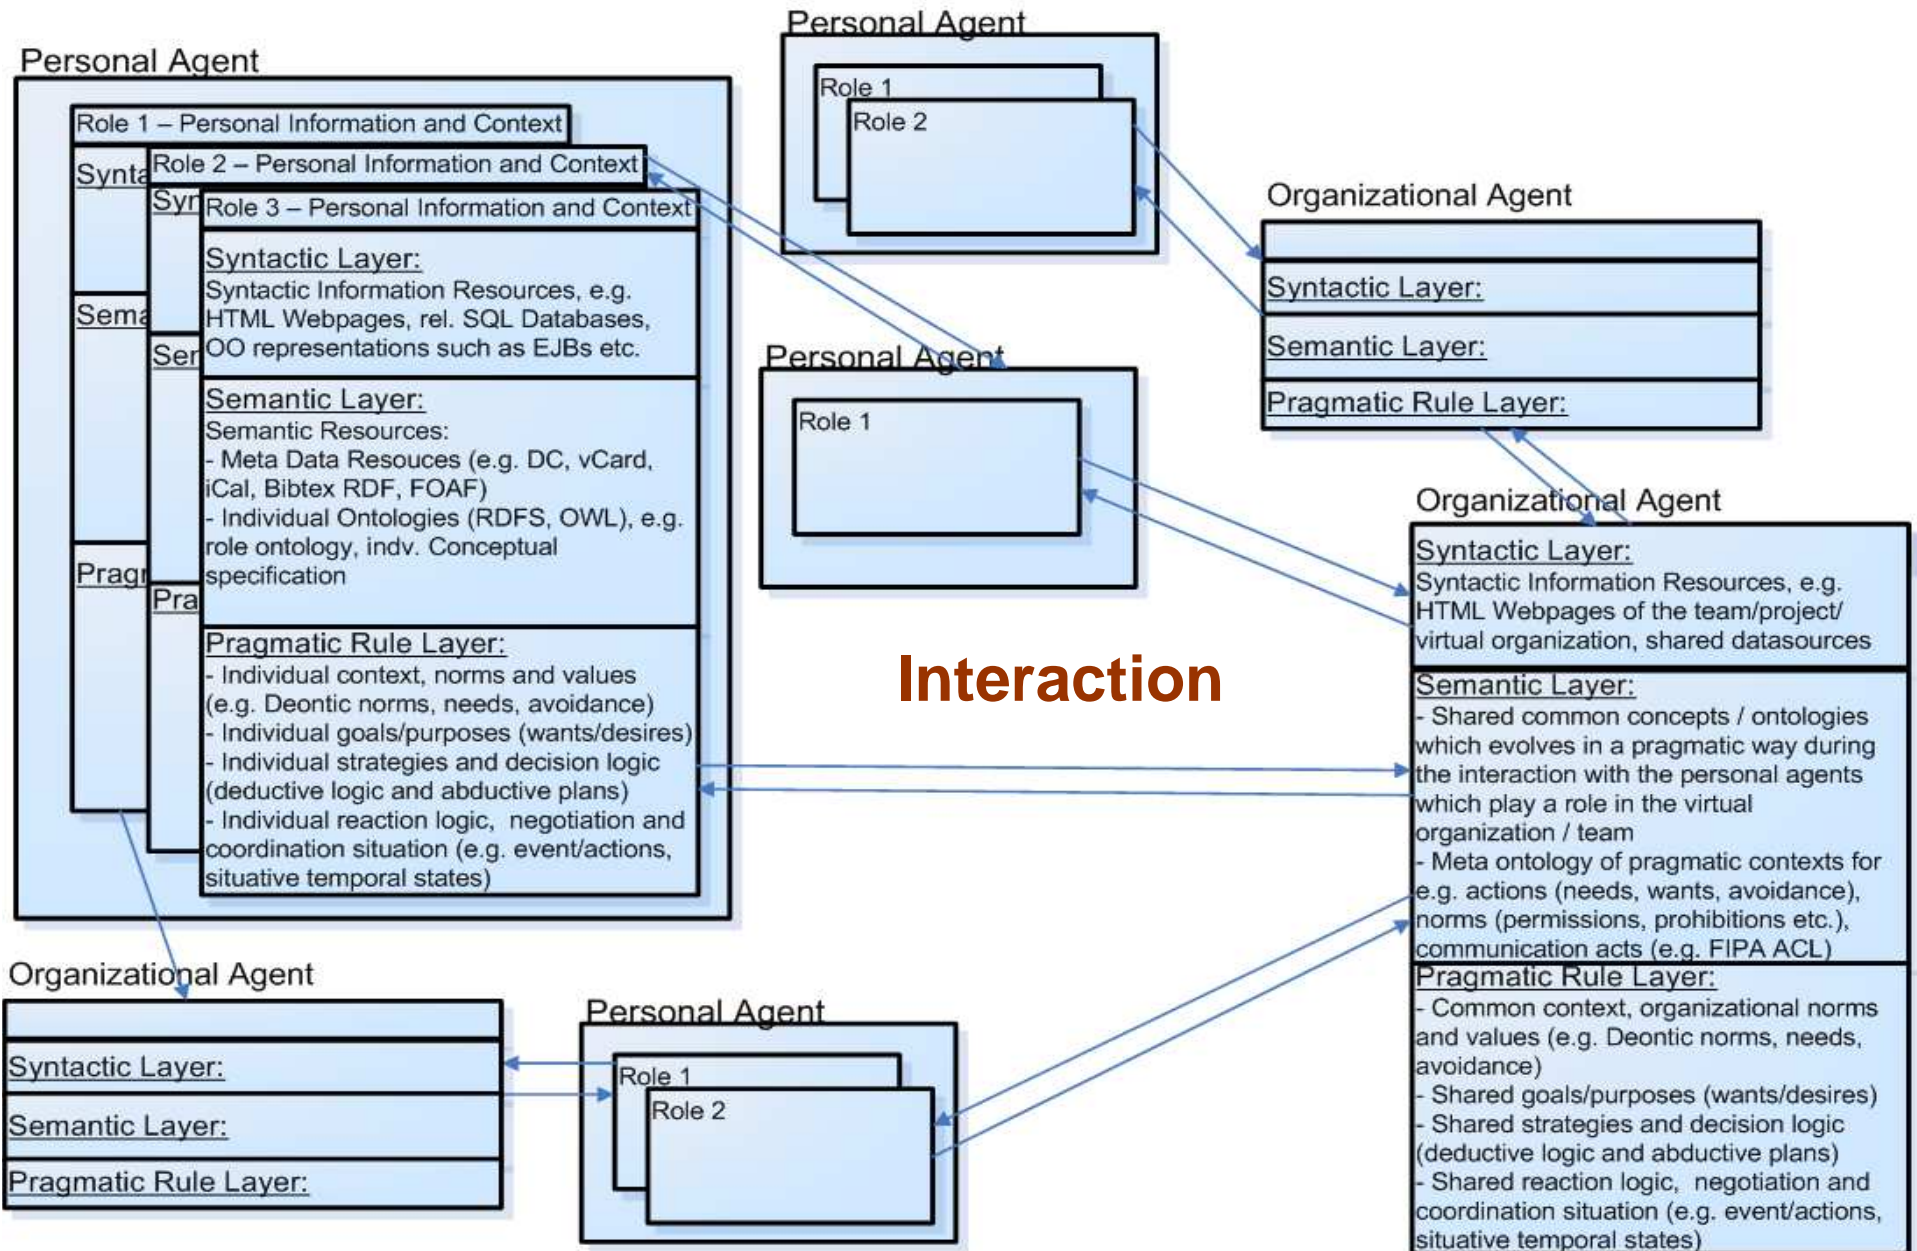 Personal Agent
Role 1 – Personal Information and Context
Synta
Sema
Pragr
Role 2 – Personal Information and Context
Syr
Ser
Pra
Role 3 – Personal Information and Context
Syntactic Layer:
Syntactic Information Resources, e.g.
HTML Webpages, rel. SQL Databases,
OO representations such as EJBs etc.
Semantic Layer:
Semantic Resources:
- Meta Data Resouces (e.g. DC, vCard,
iCal, Bibtex RDF, FOAF)
- Individual Ontologies (RDFS, OWL), e.g.
role ontology, indv. Conceptual
specification
Pragmatic Rule Layer:
- Individual context, norms and values
(e.g. Deontic norms, needs, avoidance)
- Individual goals/purposes (wants/desires)
- Individual strategies and decision logic
(deductive logic and abductive plans)
- Individual reaction logic, negotiation and
coordination situation (e.g. event/actions,
situative temporal states)
Personal Agent
Role 1
Role 2
Organizational Agent
Syntactic Layer:
Semantic Layer:
Pragmatic Rule Layer:
Personal Agent
Role 1
Interaction
Organizational Agent
Syntactic Layer:
Syntactic Information Resources, e.g.
HTML Webpages of the team/project/
virtual organization, shared datasources
Semantic Layer:
- Shared common concepts / ontologies
which evolves in a pragmatic way during
the interaction with the personal agents
which play a role in the virtual
organization / team
- Meta ontology of pragmatic contexts for
e.g. actions (needs, wants, avoidance),
norms (permissions, prohibitions etc.),
communication acts (e.g. FIPA ACL)
Pragmatic Rule Layer:
- Common context, organizational norms
and values (e.g. Deontic norms, needs,
avoidance)
- Shared goals/purposes (wants/desires)
- Shared strategies and decision logic
(deductive logic and abductive plans)
- Shared reaction logic, negotiation and
coordination situation (e.g. event/actions,
situative temporal states)
Organizational Agent
Syntactic Layer:
Semantic Layer:
Pragmatic Rule Layer:
Personal Agent
Role 1
Role 2